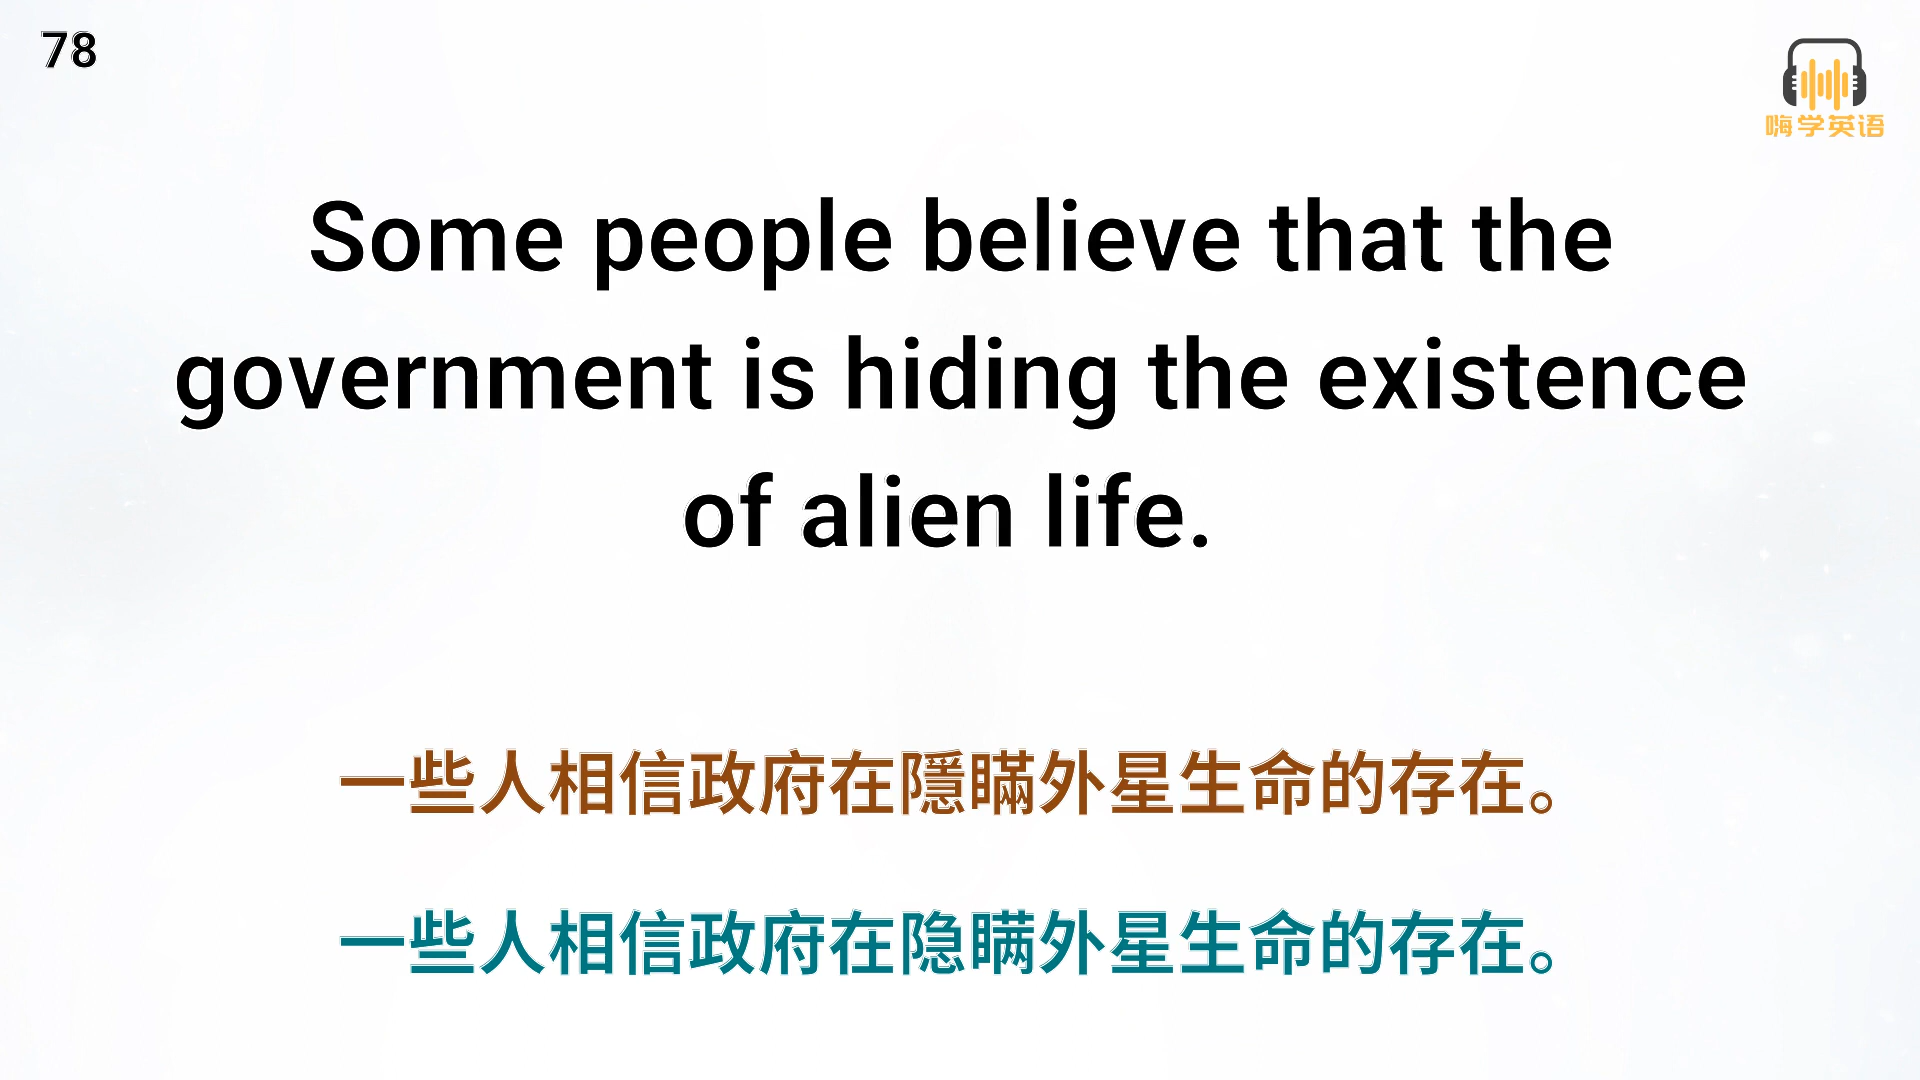 78
嗨学英语
Some people believe that the
government is hiding the existence
of alien life.
一些人相信政府在隱瞞外星生命的存在。
一些人相信政府在隐瞒外星生命的存在。